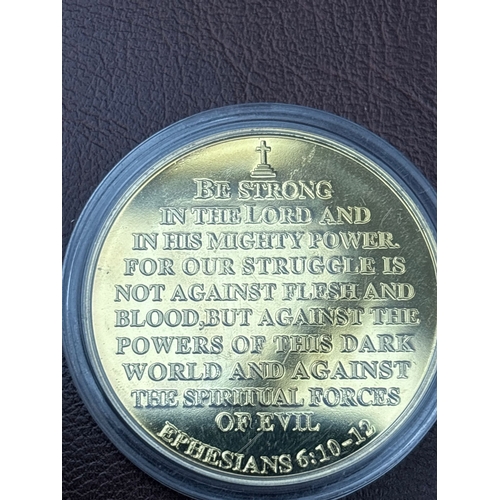 BE STRONG
IN THE LORD AND
IN HIS MIGHTY POWER.
FOR OUR STRUGGLE IS
NOT AGAINST FLESH AND
BLOOD, BUT AGAINST THE
POWERS OF THIS DARK
WORLD AND AGAINST
THE SPIRITUAL FORCES
OF EVIL
EPHESIANS 6:10-12